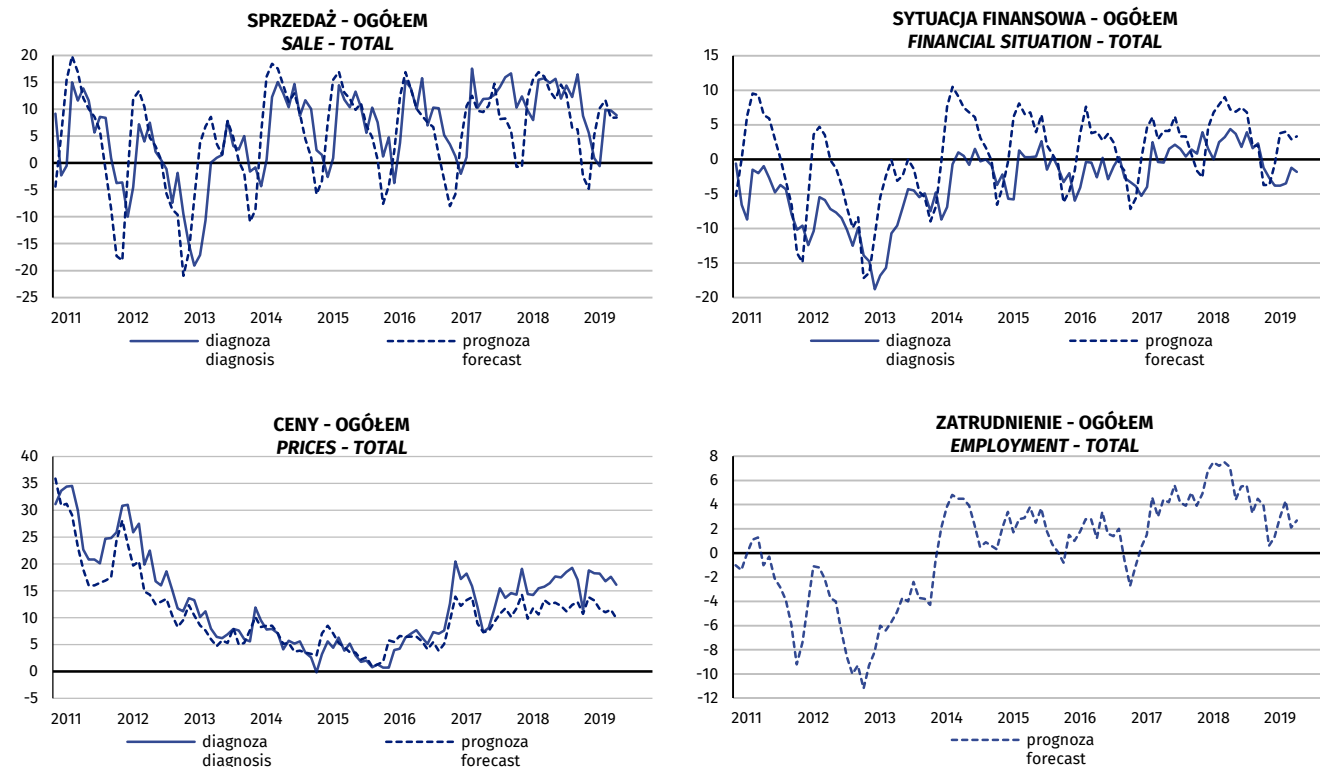 SPRZEDAŻ - OGÓŁEM
SALE - TOTAL
20
15
10
5
0
-5
-10
-15
-20
-25
2011 2012 2013 2014 2015 2016 2017 2018 2019
diagnoza prognoza
diagnosis forecast
SYTUACJA FINANSOWA - OGÓŁEM
FINANCIAL SITUATION - TOTAL
15
10
5
0
-5
-10
-15
-20
2011 2012 2013 2014 2015 2016 2017 2018 2019
diagnoza prognoza
diagnosis forecast
CENY - OGÓŁEM
PRICES - TOTAL
40
35
30
25
20
15
10
5
0
-5
2011 2012 2013 2014 2015 2016 2017 2018 2019
diagnoza prognoza
diagnosis forecast
ZATRUDNIENIE - OGÓŁEM
EMPLOYMENT - TOTAL
8
6
4
2
0
-2
-4
-6
-8
-10
-12
2011 2012 2013 2014 2015 2016 2017 2018 2019
prognoza
forecast